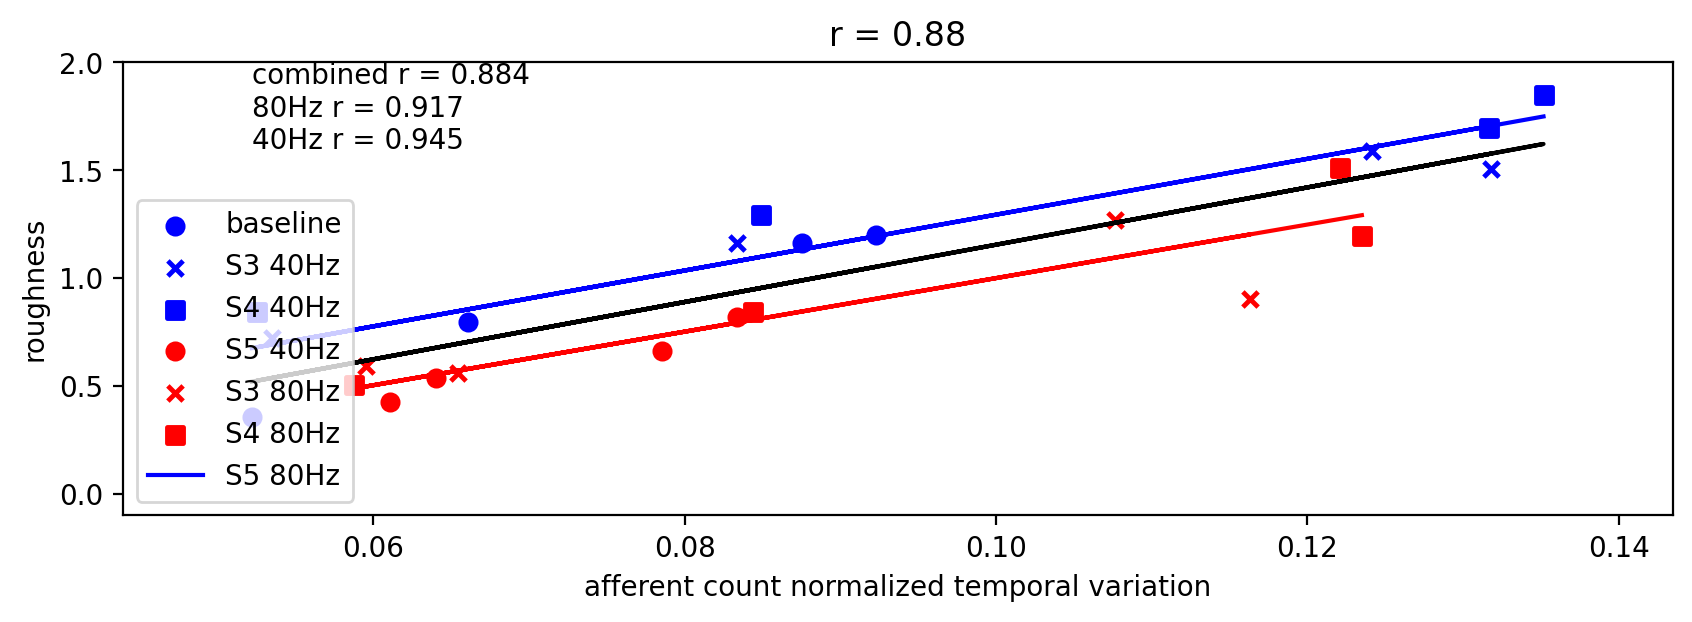 r = 0.88
combined r = 0.884
80Hz r = 0.917
40Hz r = 0.945
roughness
2.0
1.5
1.0
0.5
0.0
baseline
S3 40Hz
S4 40Hz
S5 40Hz
S3 80Hz
S4 80Hz
S5 80Hz
0.06 0.08 0.10 0.12 0.14
afferent count normalized temporal variation